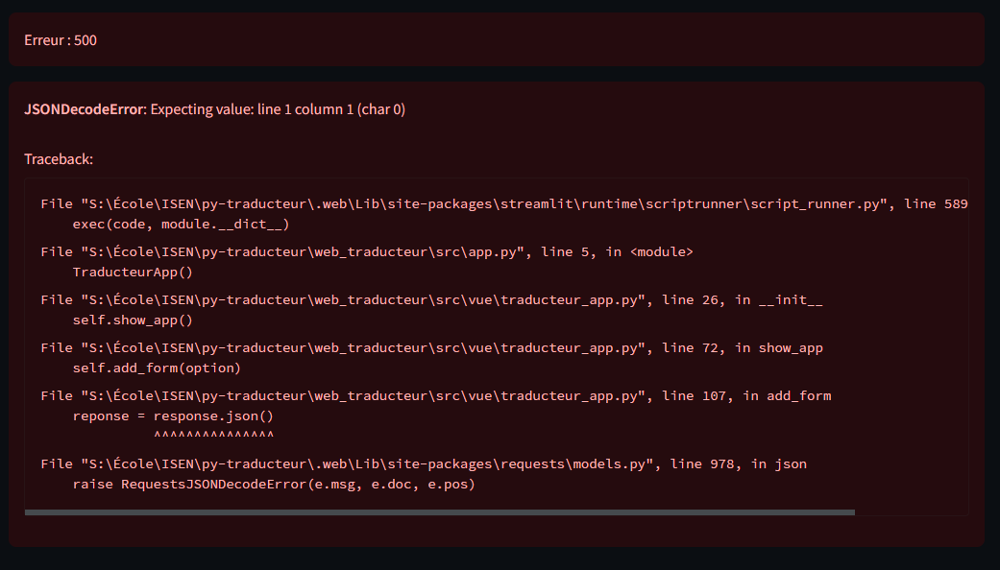 Erreur : 500
JSONDecodeError: Expecting value: line 1 column 1 (char 0)
Traceback:
File "S:\École\ISEN\py-traducteur\.web\Lib\site-packages\streamlit\runtime\scriptrunner\script_runner.py", line 589
exec(code, module.__dict__)
File "S:\École\ISEN\py-traducteur\web_traducteur\src\app.py", line 5, in <module>
TraducteurApp()
File "S:\École\ISEN\py-traducteur\web_traducteur\src\vue\traducteur_app.py", line 26, in __init__
self.show_app()
File "S:\École\ISEN\py-traducteur\web_traducteur\src\vue\traducteur_app.py", line 72, in show_app
self.add_form(option)
File "S:\École\ISEN\py-traducteur\web_traducteur\src\vue\traducteur_app.py", line 107, in add_form
reponse = response.json()
^^^^^^^^^^^^^^^
File "S:\École\ISEN\py-traducteur\.web\Lib\site-packages\requests\models.py", line 978, in json
raise RequestsJSONDecodeError(e.msg, e.doc, e.pos)